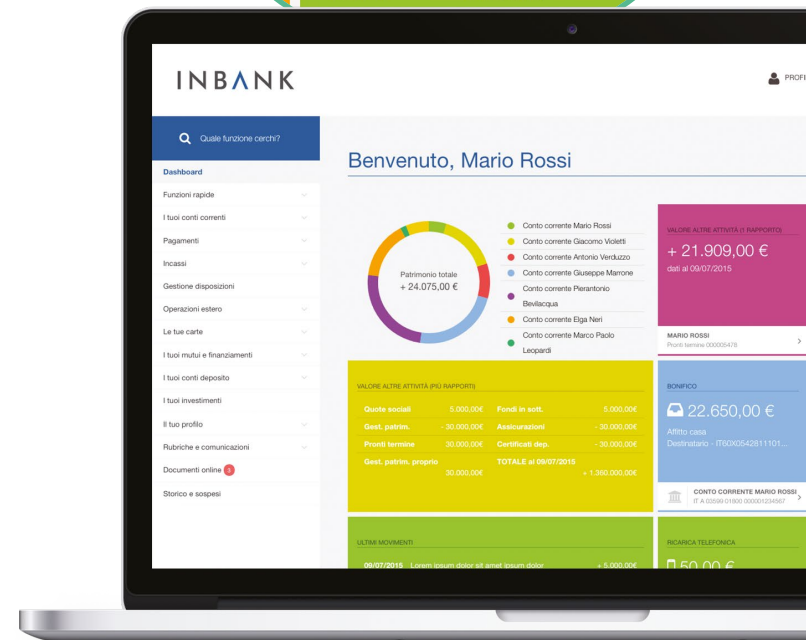 INBANK
PROFI
Quale funzione cerchi?
Dashboard
Funzioni rapide
I tuoi conti correnti
Pagamenti
Incassi
Gestione disposizioni
Operazioni estero
Le tue carte
I tuoi mutui e finanziamenti
I tuoi conti deposito
I tuoi investimenti
Il tuo profilo
Rubriche e comunicazioni
Documenti online 3
Storico e sospesi
Benvenuto, Mario Rossi
Patrimonio totale
+ 24.075,00 €
Conto corrente Mario Rossi
Conto corrente Giacomo Violetti
Conto corrente Antonio Verduzzo
Conto corrente Giuseppe Marrone
Conto corrente Pierantonio
Bevilacqua
Conto corrente Elga Neri
Conto corrente Marco Paolo
Leopardi
VALORE ALTRE ATTIVITÀ (1 RAPPORTO)
+ 21.909,00 €
dati al 09/07/2015
MARIO ROSSI
Pronti termine 000005478
VALORE ALTRE ATTIVITÀ (PIÙ RAPPORTI)
Quote sociali 5.000,00€ Fondi in sott. 5.000,00€
Gest. patrim. - 30.000,00€ Assicurazioni - 30.000,00€
Pronti termine 30.000,00€ Certificati dep. - 30.000,00€
Gest. patrim. proprio TOTALE al 09/07/2015
30.000,00€ + 1.360.000,00€
BONIFICO
22.650,00 €
Affitto casa
Destinatario - IT60X0542811101...
CONTO CORRENTE MARIO ROSSI
IT A 03599 01800 000001234567
ULTIMI MOVIMENTI
09/07/2015 Lorem ipsum dolor sit amet ipsum dolor + 5.000,00€
RICARICA TELEFONICA
50,00 €